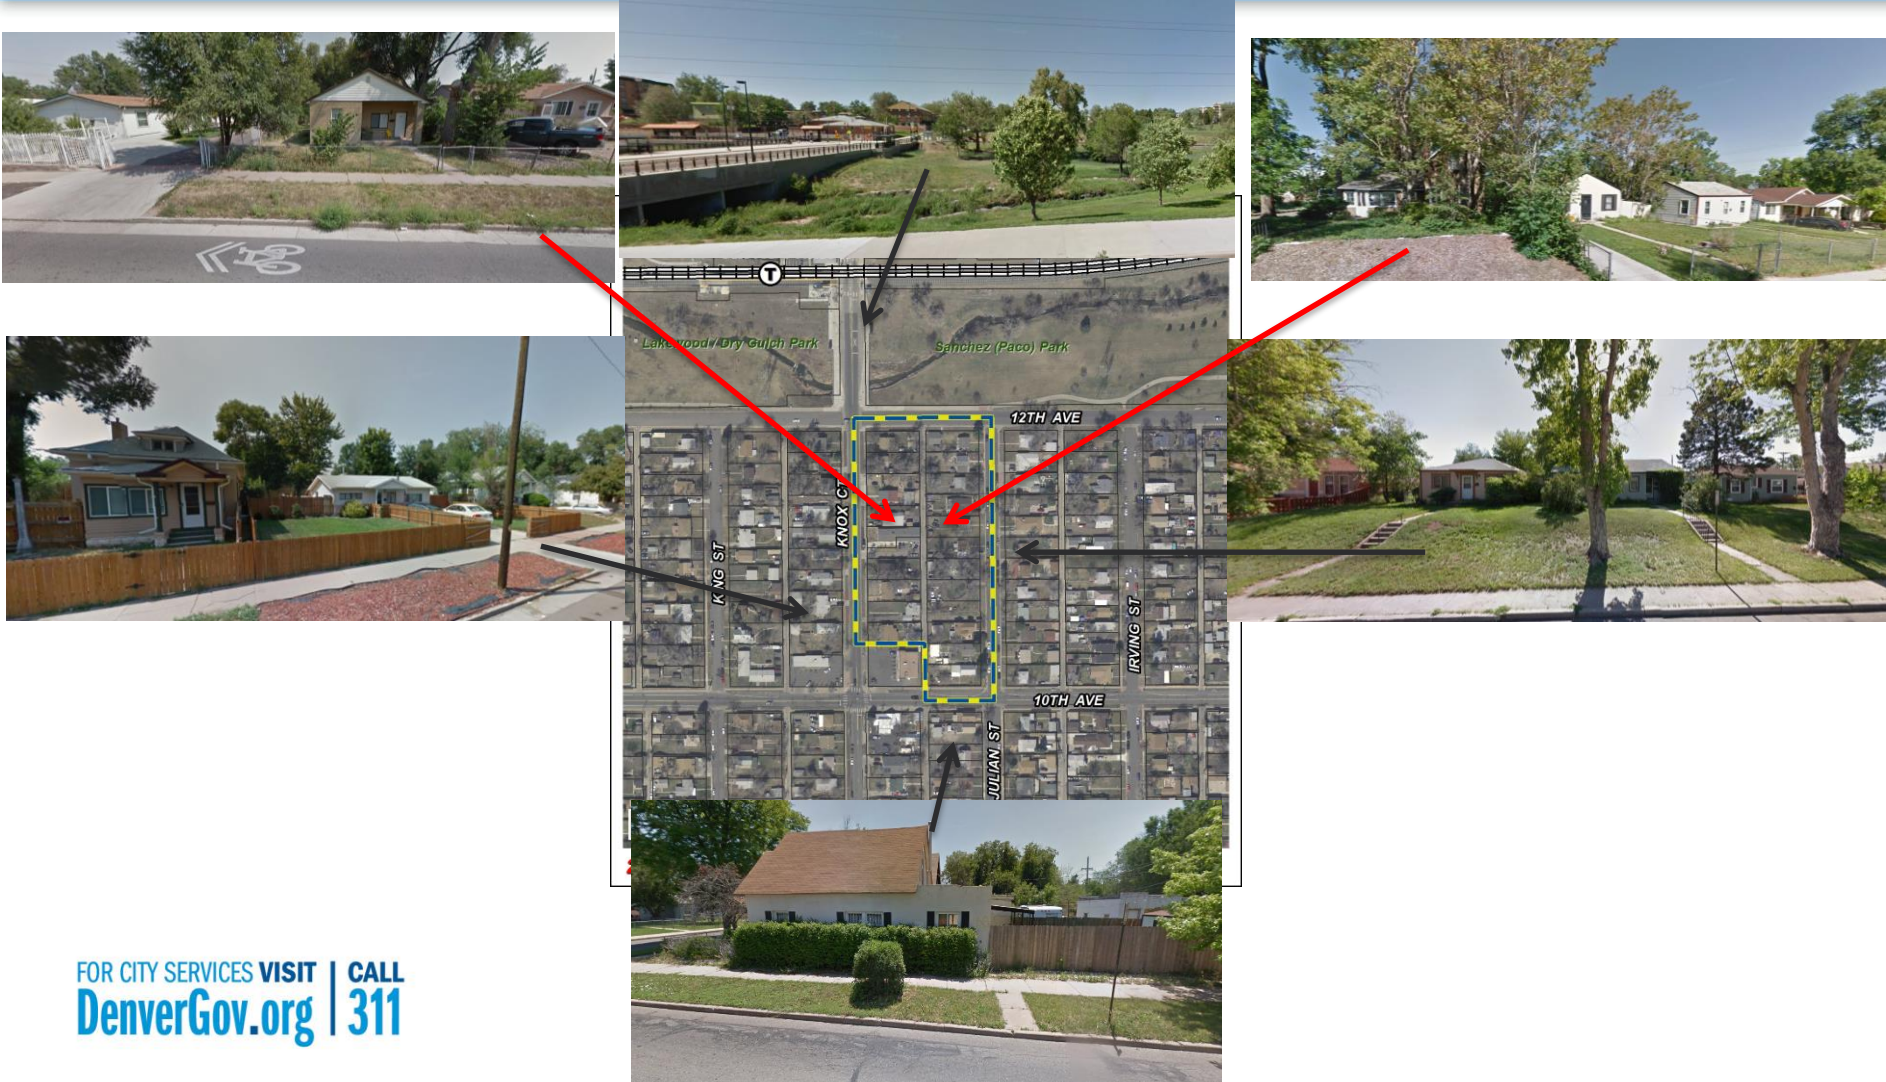 T
Lakewood / Dry Gulch Park
Sanchez (Paco) Park
12TH AVE
KNOX CT
KING ST
IRVING ST
10TH AVE
JULIAN ST
FOR CITY SERVICES VISIT | CALL
DenverGov.org | 311